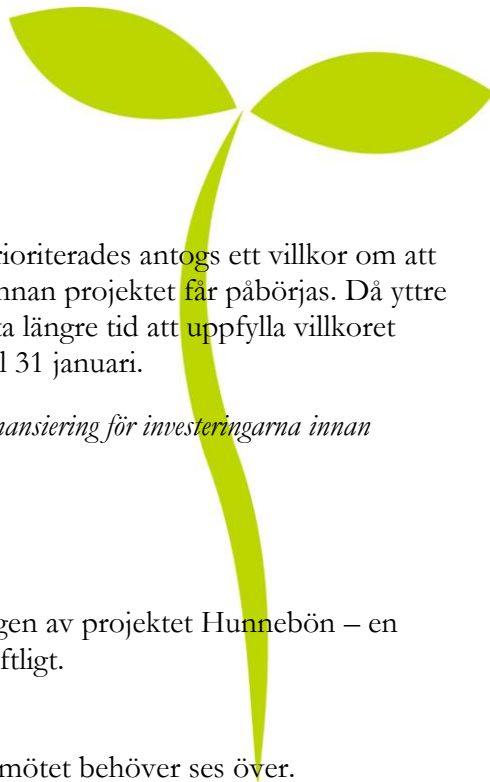 rioriterades antogs ett villkor om att
nnan projektet får påbörjas. Då yttre
ta längre tid att uppfylla villkoret
l 31 januari.
nansiering för investeringarna innan
gen av projektet Hunnebön – en
ftligt.
mötet behöver ses över.